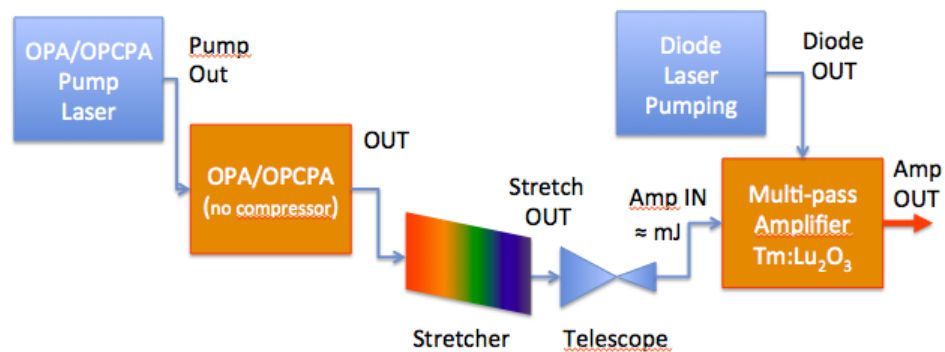 OPA/OPCPA
Pump
Laser
Pump
Out
OPA/OPCPA
(no compressor)
OUT
Stretcher
Stretch
OUT
Telescope
Amp IN
≈ mJ
Diode
Laser
Pumping
Diode
OUT
Multi-pass
Amplifier
Tm:Lu₂O₃
Amp
OUT